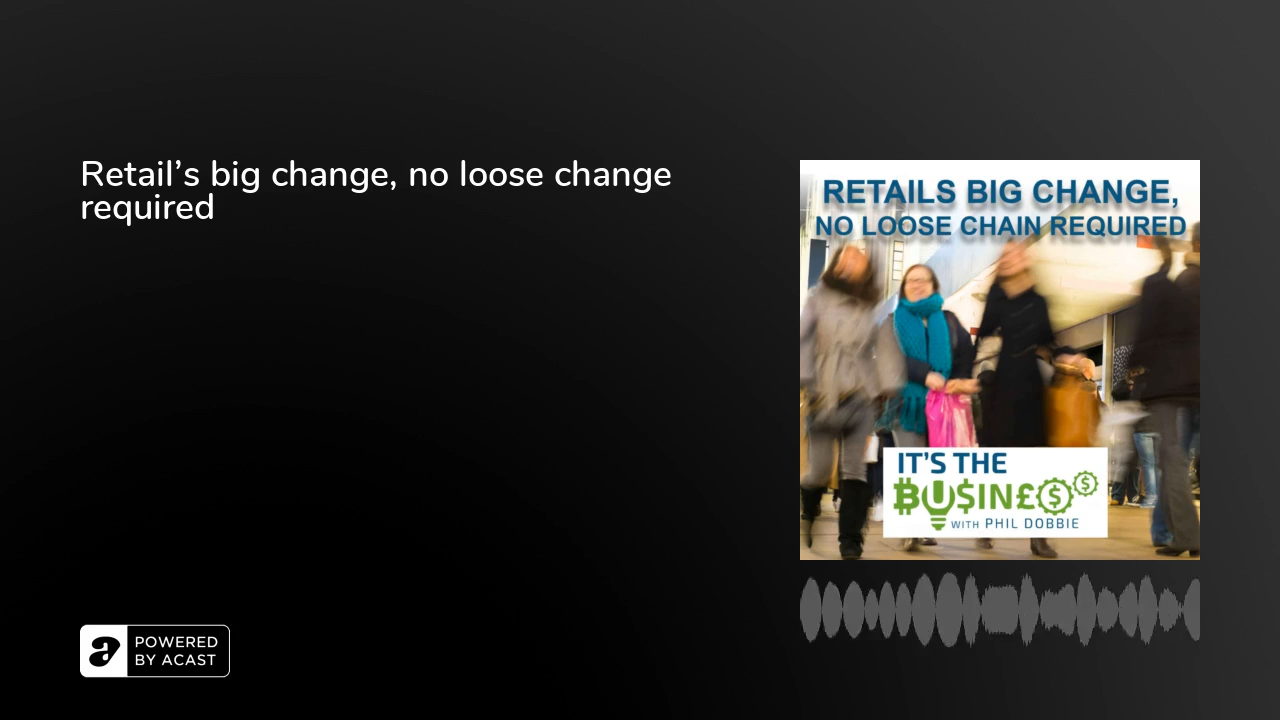 Retail’s big change, no loose change
required
RETAILS BIG CHANGE,
NO LOOSE CHAIN REQUIRED
IT'S THE
BU$IN£$$
WITH PHIL DOBBIE
a
POWERED
BY ACAST